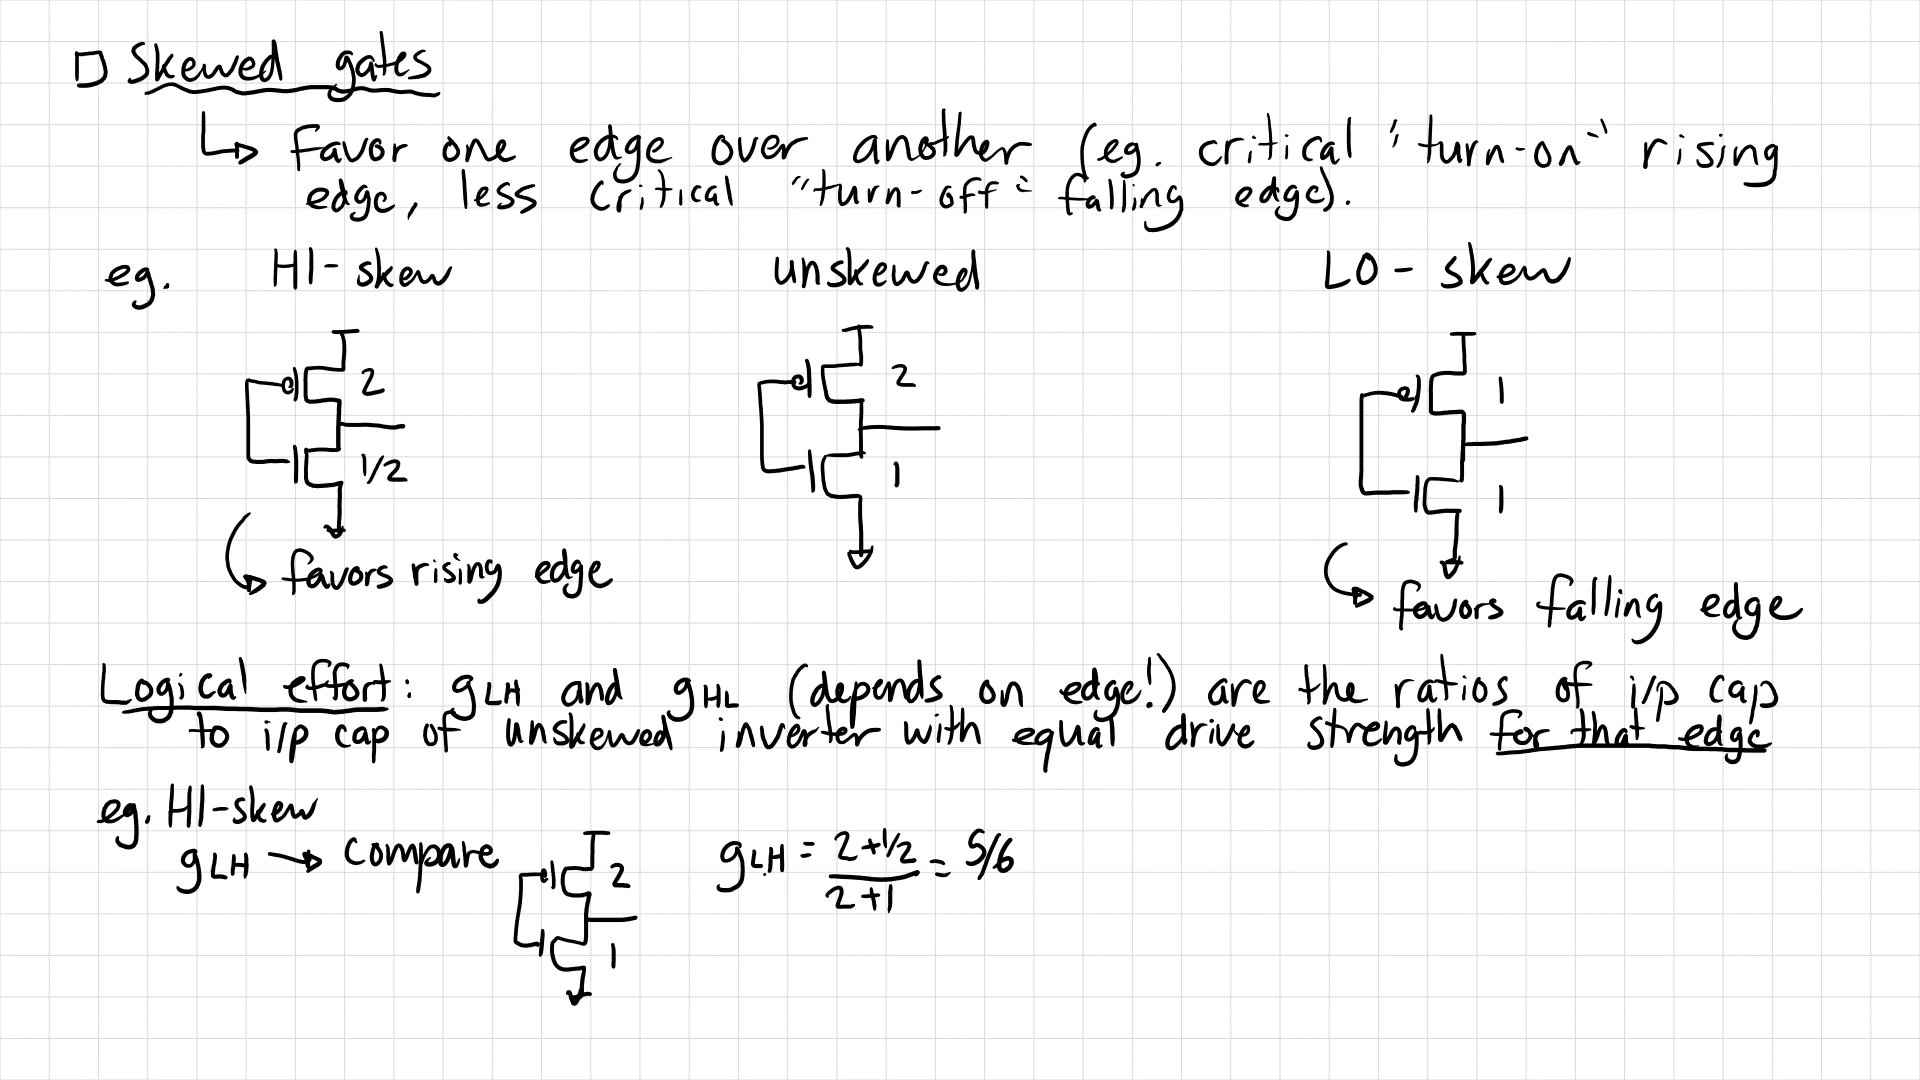 Skewed gates
Favor one edge over another (eg. critical "turn-on" rising
edge, less critical "turn-off" falling edge).
eg. HI-skew unskewed LO-skew
2 2 1
1/2 1 1
favors rising edge favors falling edge
Logical effort: gLH and gHL (depends on edge!) are the ratios of i/p cap
to i/p cap of unskewed inverter with equal drive strength for that edge
eg. HI-skew
gLH → compare 2 gLH = 2+1/2 / 2+1 = 5/6
1